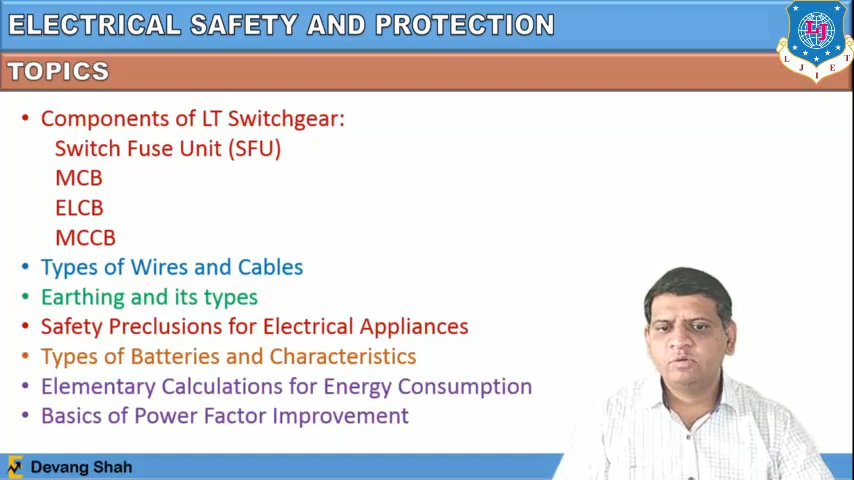 ELECTRICAL SAFETY AND PROTECTION
TOPICS
LJ
L J I E T
• Components of LT Switchgear:
Switch Fuse Unit (SFU)
MCB
ELCB
MCCB
• Types of Wires and Cables
• Earthing and its types
• Safety Preclusions for Electrical Appliances
• Types of Batteries and Characteristics
• Elementary Calculations for Energy Consumption
• Basics of Power Factor Improvement
Devang Shah